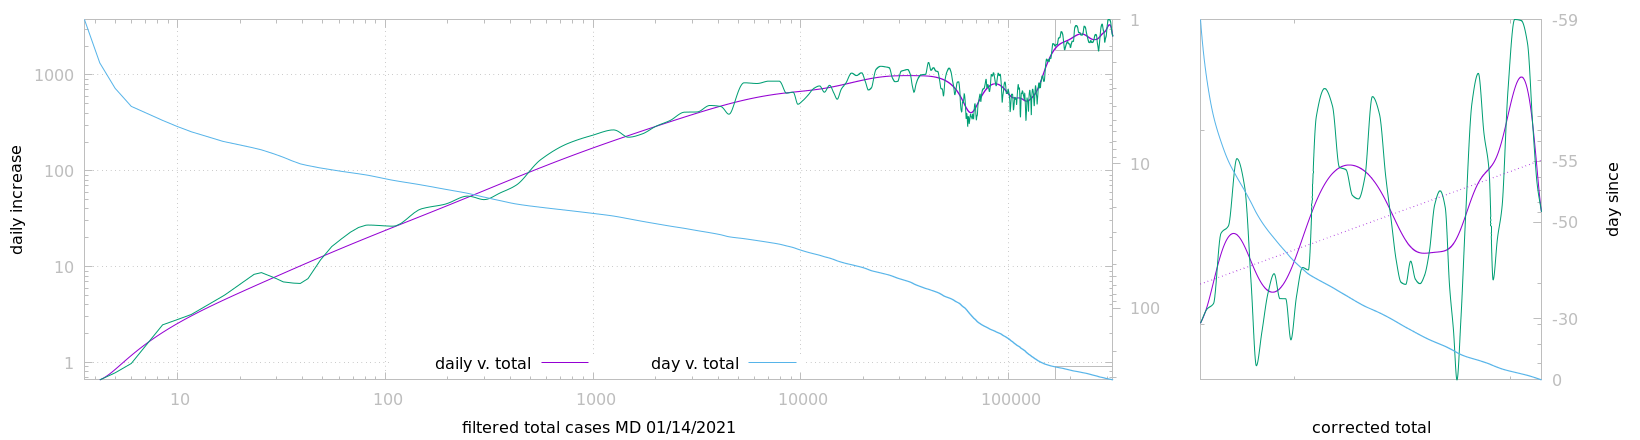 daily increase
1000
100
10
1
10
100
1000
10000
100000
1
10
100
daily v. total
day v. total
filtered total cases MD 01/14/2021
-59
-55
-50
-30
0
day since
corrected total